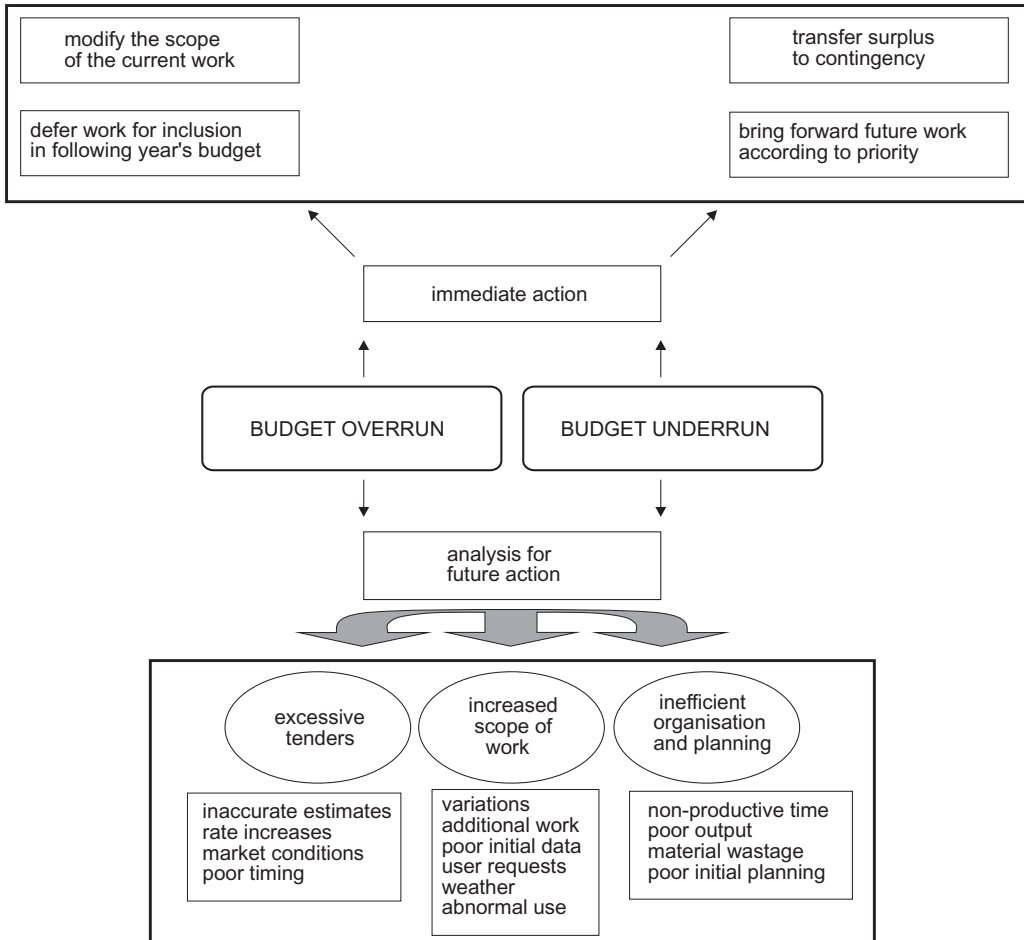 modify the scope
of the current work
transfer surplus
to contingency
defer work for inclusion
in following year's budget
bring forward future work
according to priority
immediate action
BUDGET OVERRUN
BUDGET UNDERRUN
analysis for
future action
excessive
tenders
increased
scope of
work
inefficient
organisation
and planning
inaccurate estimates
rate increases
market conditions
poor timing
variations
additional work
poor initial data
user requests
weather
abnormal use
non-productive time
poor output
material wastage
poor initial planning